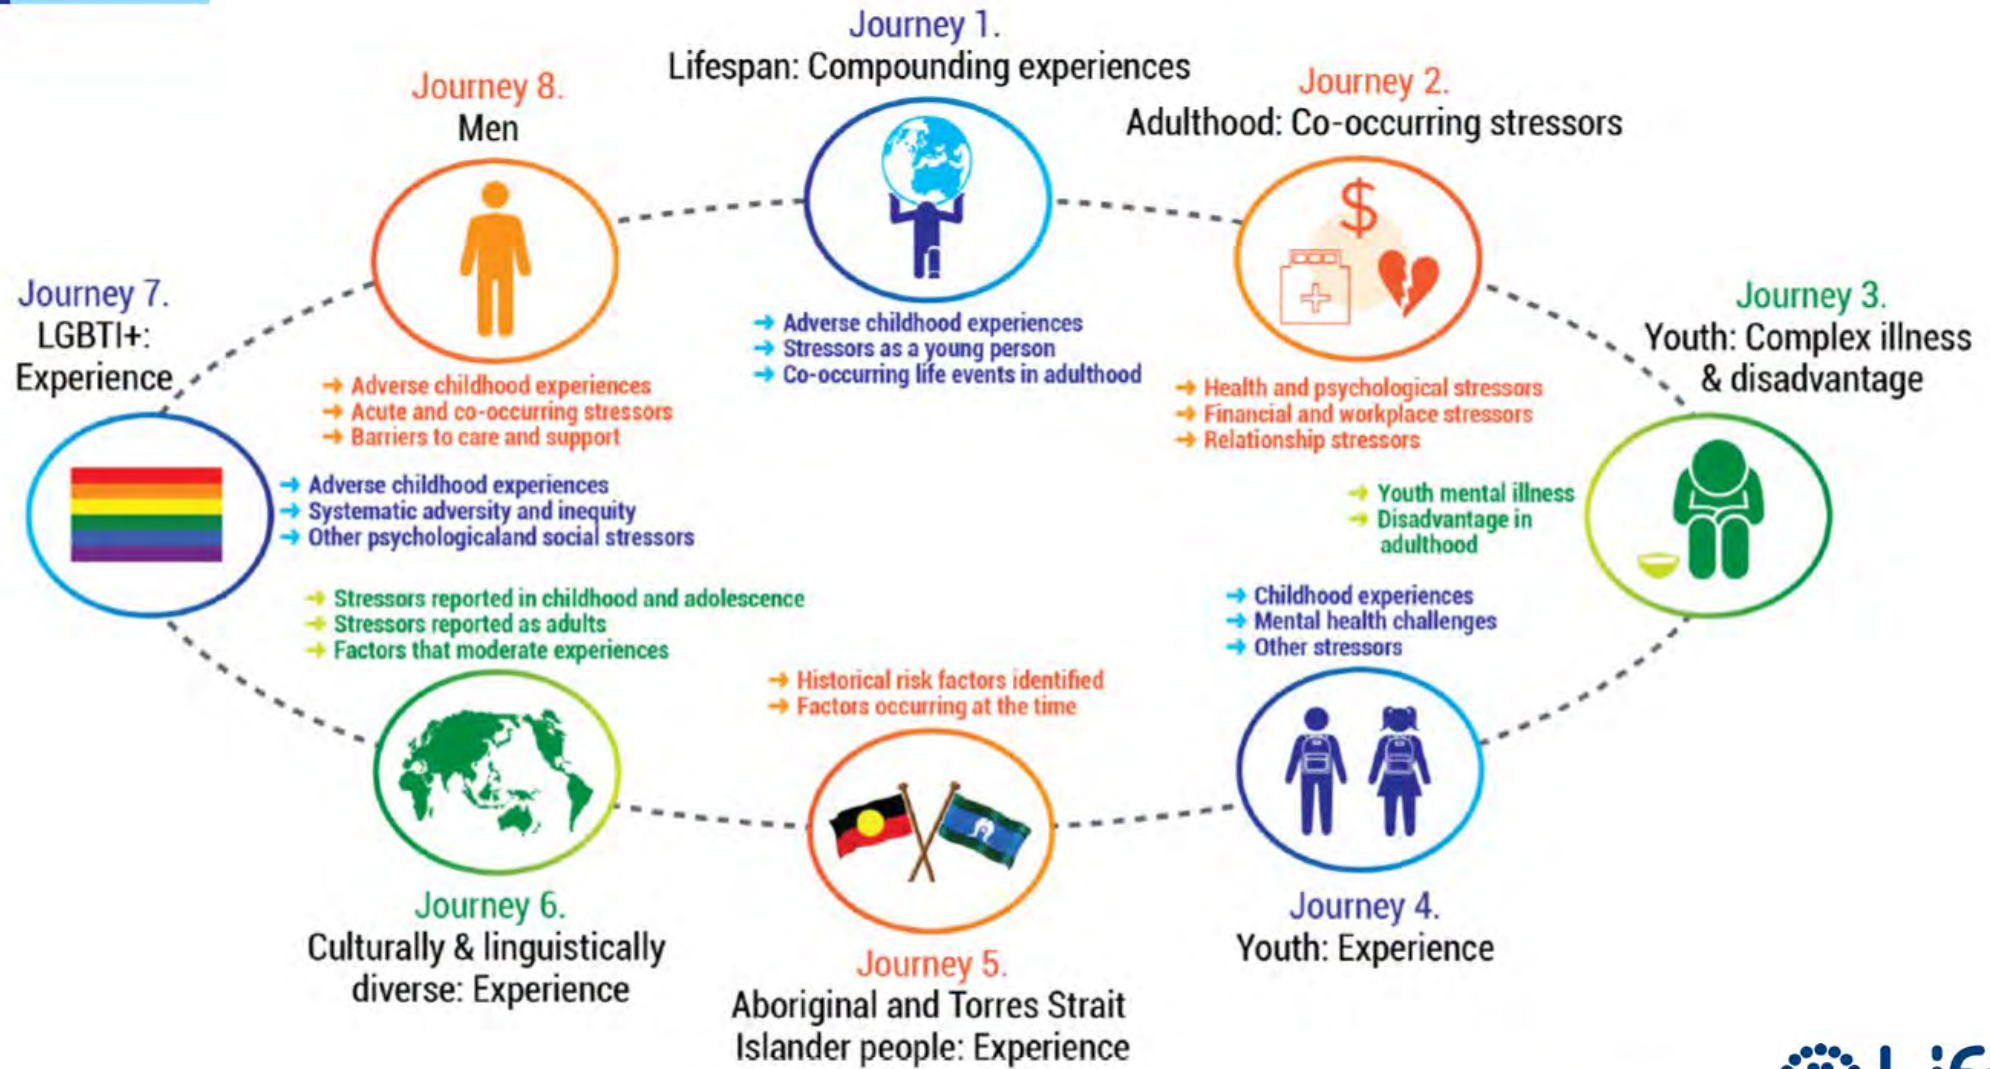 Journey 1.
Lifespan: Compounding experiences
➔ Adverse childhood experiences
➔ Stressors as a young person
➔ Co-occurring life events in adulthood
Journey 2.
Adulthood: Co-occurring stressors
$
➔ Health and psychological stressors
➔ Financial and workplace stressors
➔ Relationship stressors
Journey 3.
Youth: Complex illness
& disadvantage
➔ Youth mental illness
➔ Disadvantage in
adulthood
➔ Childhood experiences
➔ Mental health challenges
➔ Other stressors
Journey 4.
Youth: Experience
➔ Historical risk factors identified
➔ Factors occurring at the time
Journey 5.
Aboriginal and Torres Strait
Islander people: Experience
➔ Stressors reported in childhood and adolescence
➔ Stressors reported as adults
➔ Factors that moderate experiences
Journey 6.
Culturally & linguistically
diverse: Experience
Journey 7.
LGBTI+:
Experience
➔ Adverse childhood experiences
➔ Systematic adversity and inequity
➔ Other psychologicaland social stressors
Journey 8.
Men
➔ Adverse childhood experiences
➔ Acute and co-occurring stressors
➔ Barriers to care and support